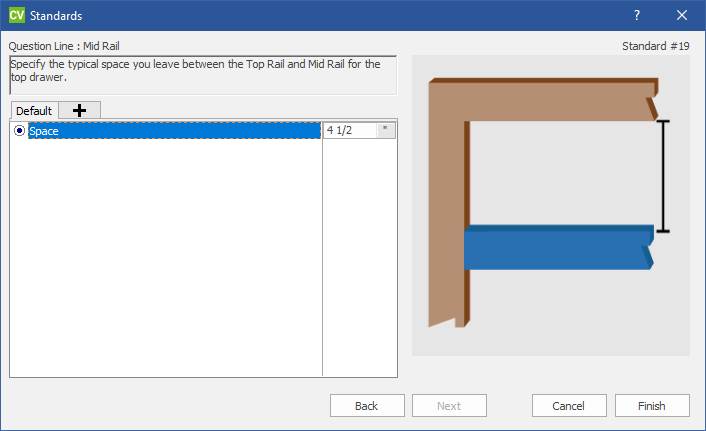 CV Standards ?
Question Line : Mid Rail
Standard #19
Specify the typical space you leave between the Top Rail and Mid Rail for the
top drawer.
Default
Space 4 1/2 "
Back Next Cancel Finish